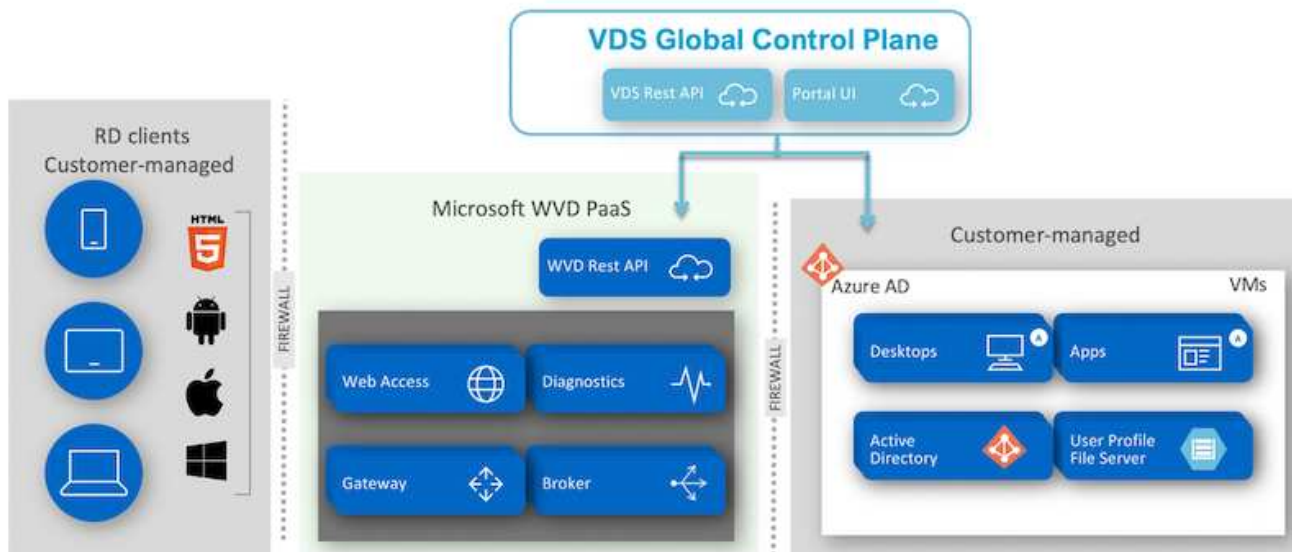 VDS Global Control Plane
VDS Rest API
Portal UI
RD clients
Customer-managed
HTML
5
FIREWALL
Microsoft WVD PaaS
WVD Rest API
Web Access
Diagnostics
Gateway
Broker
FIREWALL
Customer-managed
Azure AD
VMs
Desktops
A
Apps
A
Active
Directory
User Profile
File Server